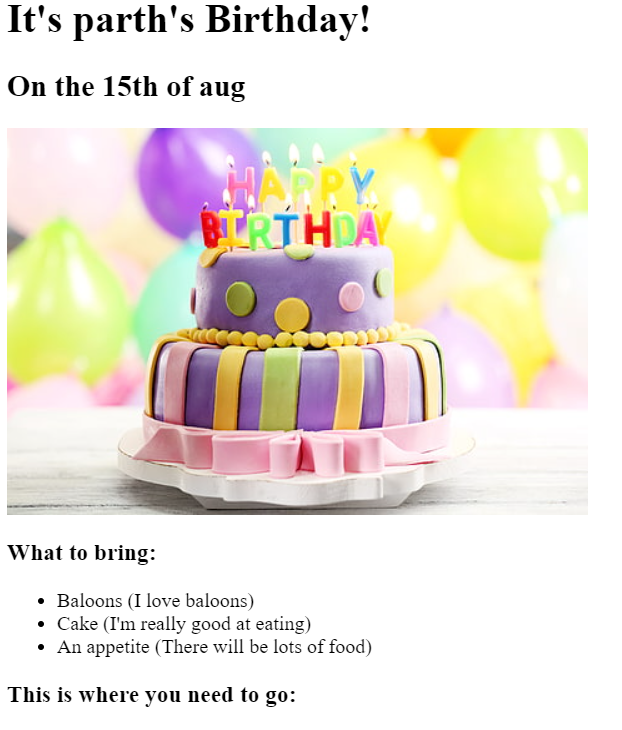 It's parth's Birthday!
On the 15th of aug
HAPPY
BIRTHDAY
What to bring:
Baloons (I love baloons)
Cake (I'm really good at eating)
An appetite (There will be lots of food)
This is where you need to go: